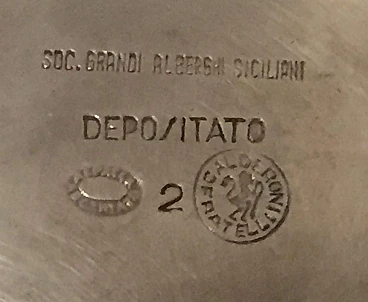 SOC. GRANDI ALBERGHI SICILIANI
DEPOSITATO
2
CALDERONI FRATELLI